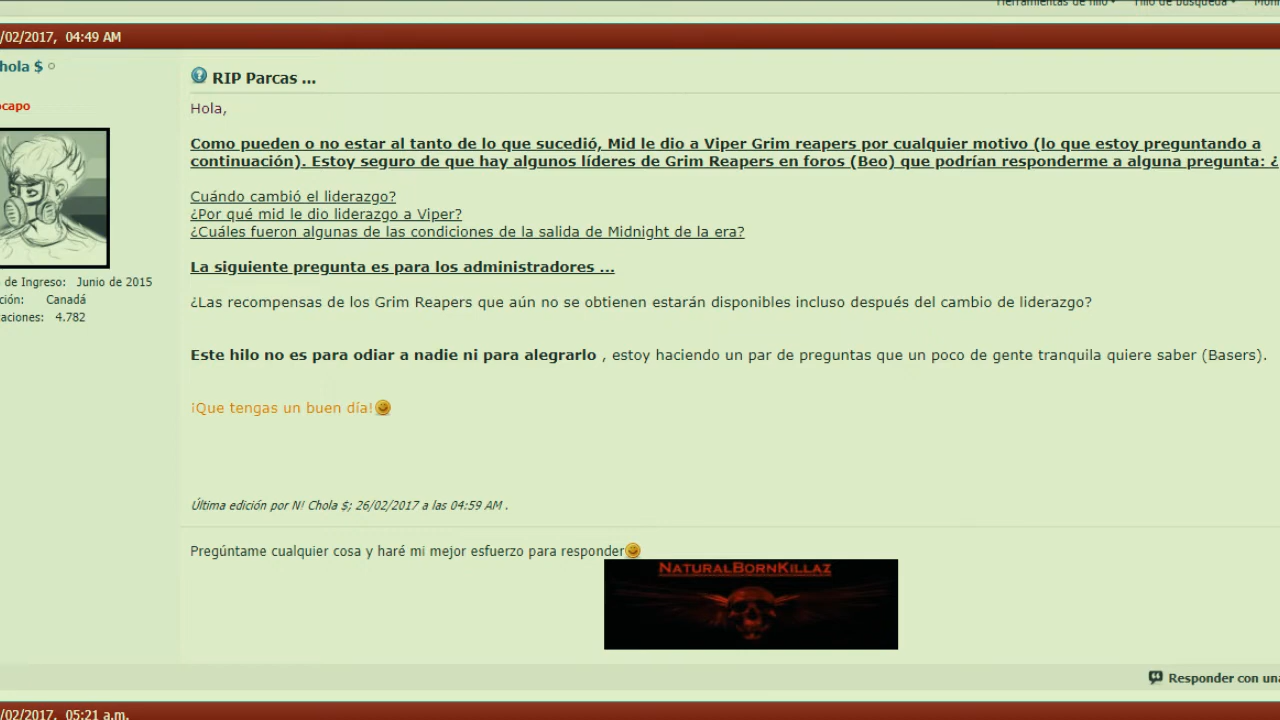 Herramientas de hilo
Hilo de búsqueda
/02/2017, 04:49 AM
hola $
ocapo
de Ingreso: Junio de 2015
ción: Canadá
aciones: 4.782
RIP Parcas ...
Hola,
Como pueden o no estar al tanto de lo que sucedió, Mid le dio a Viper Grim reapers por cualquier motivo (lo que estoy preguntando a
continuación). Estoy seguro de que hay algunos líderes de Grim Reapers en foros (Beo) que podrían responderme a alguna pregunta: ¿
Cuándo cambió el liderazgo?
¿Por qué mid le dio liderazgo a Viper?
¿Cuáles fueron algunas de las condiciones de la salida de Midnight de la era?
La siguiente pregunta es para los administradores ...
¿Las recompensas de los Grim Reapers que aún no se obtienen estarán disponibles incluso después del cambio de liderazgo?
Este hilo no es para odiar a nadie ni para alegrarlo , estoy haciendo un par de preguntas que un poco de gente tranquila quiere saber (Basers).
¡Que tengas un buen día!
Última edición por N! Chola $; 26/02/2017 a las 04:59 AM .
Pregúntame cualquier cosa y haré mi mejor esfuerzo para responder
NaturalBornKillaz
Responder con una
/02/2017, 05:21 a.m.